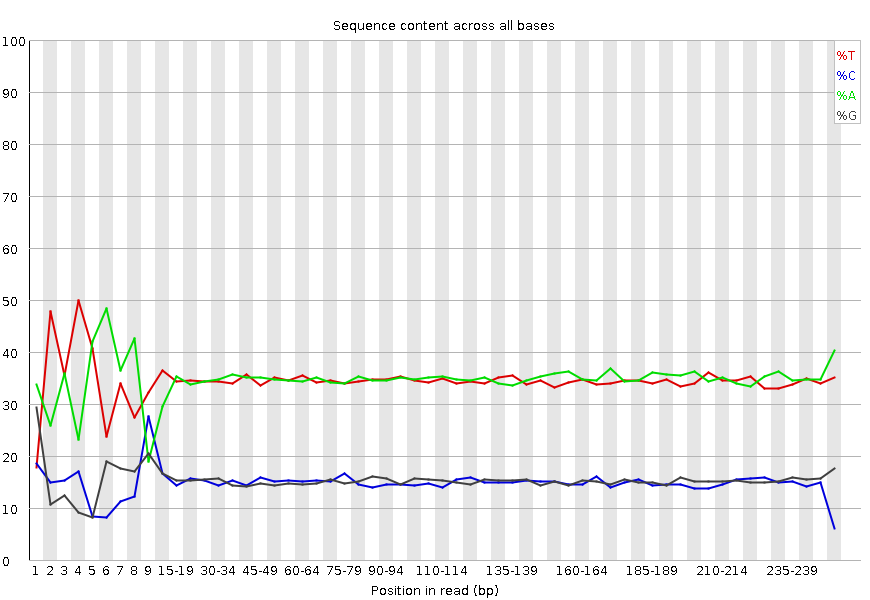 Sequence content across all bases
100
%T
%C
90
%A
%G
80
70
60
50
40
30
20
10
0
1 2 3 4 5 6 7 8 9 15-19 30-34 45-49 60-64 75-79 90-94 110-114 135-139 160-164 185-189 210-214 235-239
Position in read (bp)